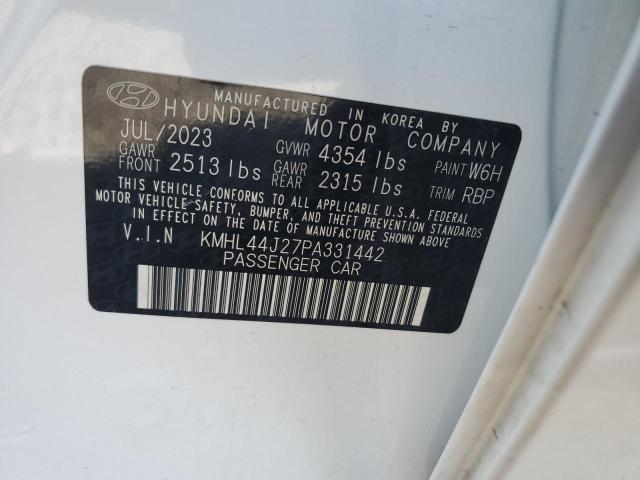 MANUFACTURED IN KOREA BY
HYUNDAI MOTOR COMPANY
JUL/2023 GVWR 4354 lbs PAINT W6H
GAWR FRONT 2513 lbs GAWR REAR 2315 lbs TRIM RBP
THIS VEHICLE CONFORMS TO ALL APPLICABLE U.S.A. FEDERAL
MOTOR VEHICLE SAFETY, BUMPER, AND THEFT PREVENTION STANDARDS
IN EFFECT ON THE DATE OF MANUFACTURE SHOWN ABOVE.
V.I.N KMHL44J27PA331442
PASSENGER CAR